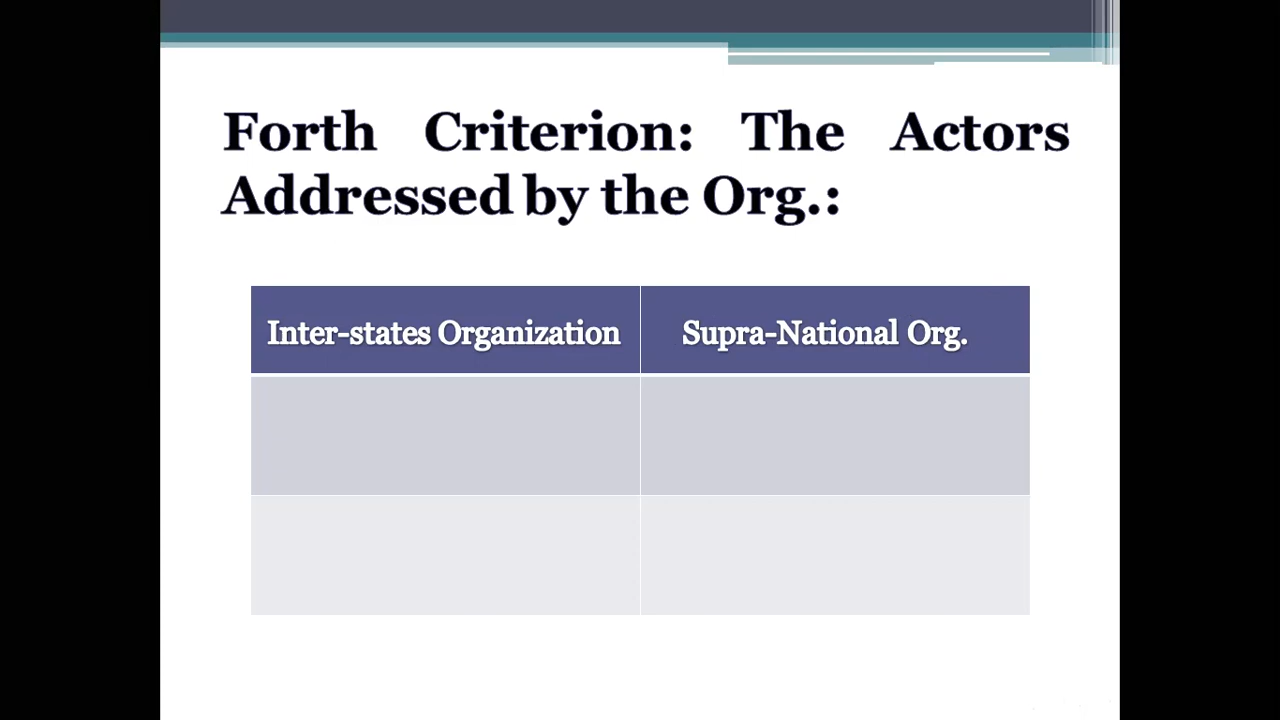 Forth Criterion: The Actors
Addressed by the Org.:
Inter-states Organization
Supra-National Org.